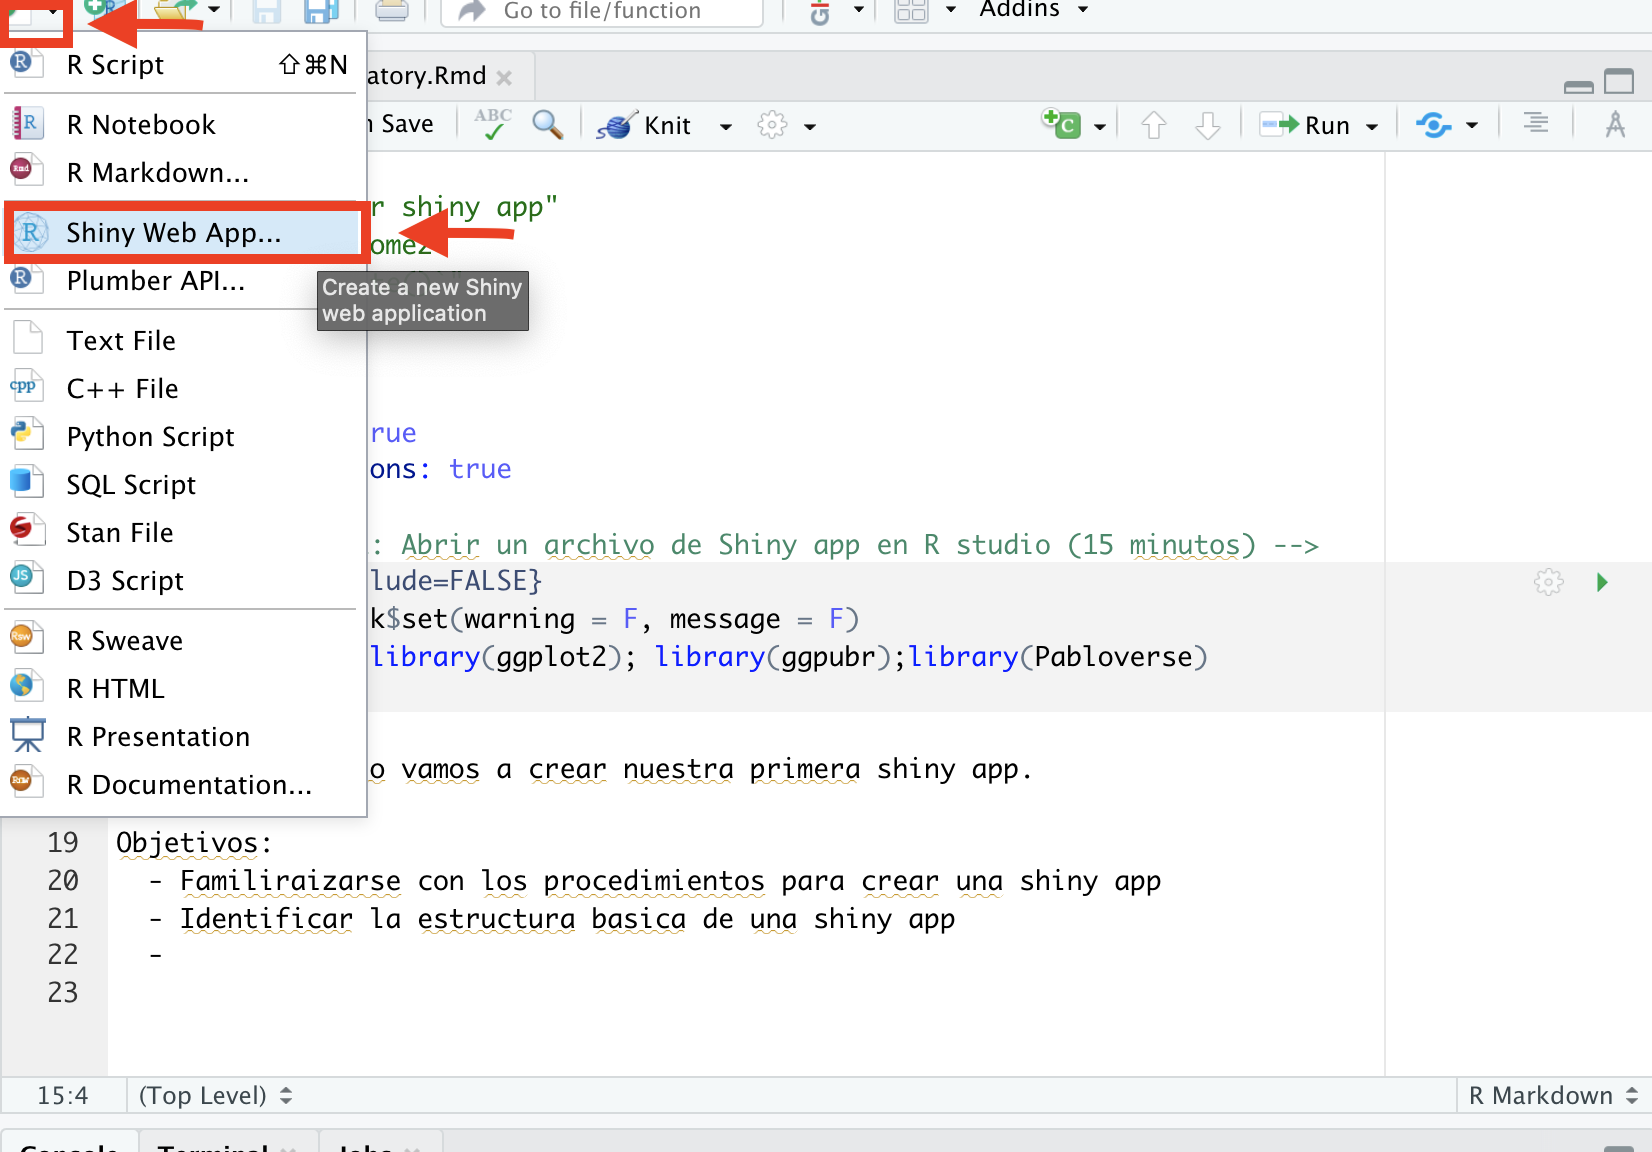 Go to file/function
Addins
R Script ⇧⌘N
atory.Rmd
R Notebook
Save
ABC
Knit
Run
R Markdown...
r shiny app"
Shiny Web App...
omez
Plumber API...
Create a new Shiny
web application
Text File
C++ File
rue
Python Script
ons: true
SQL Script
Stan File
: Abrir un archivo de Shiny app en R studio (15 minutos) -->
D3 Script
lude=FALSE}
k$set(warning = F, message = F)
R Sweave
library(ggplot2); library(ggpubr);library(Pabloverse)
R HTML
R Presentation
o vamos a crear nuestra primera shiny app.
R Documentation...
19 Objetivos:
20 - Familiraizarse con los procedimientos para crear una shiny app
21 - Identificar la estructura basica de una shiny app
22 -
23
15:4 (Top Level) R Markdown
Console Terminal Jobs